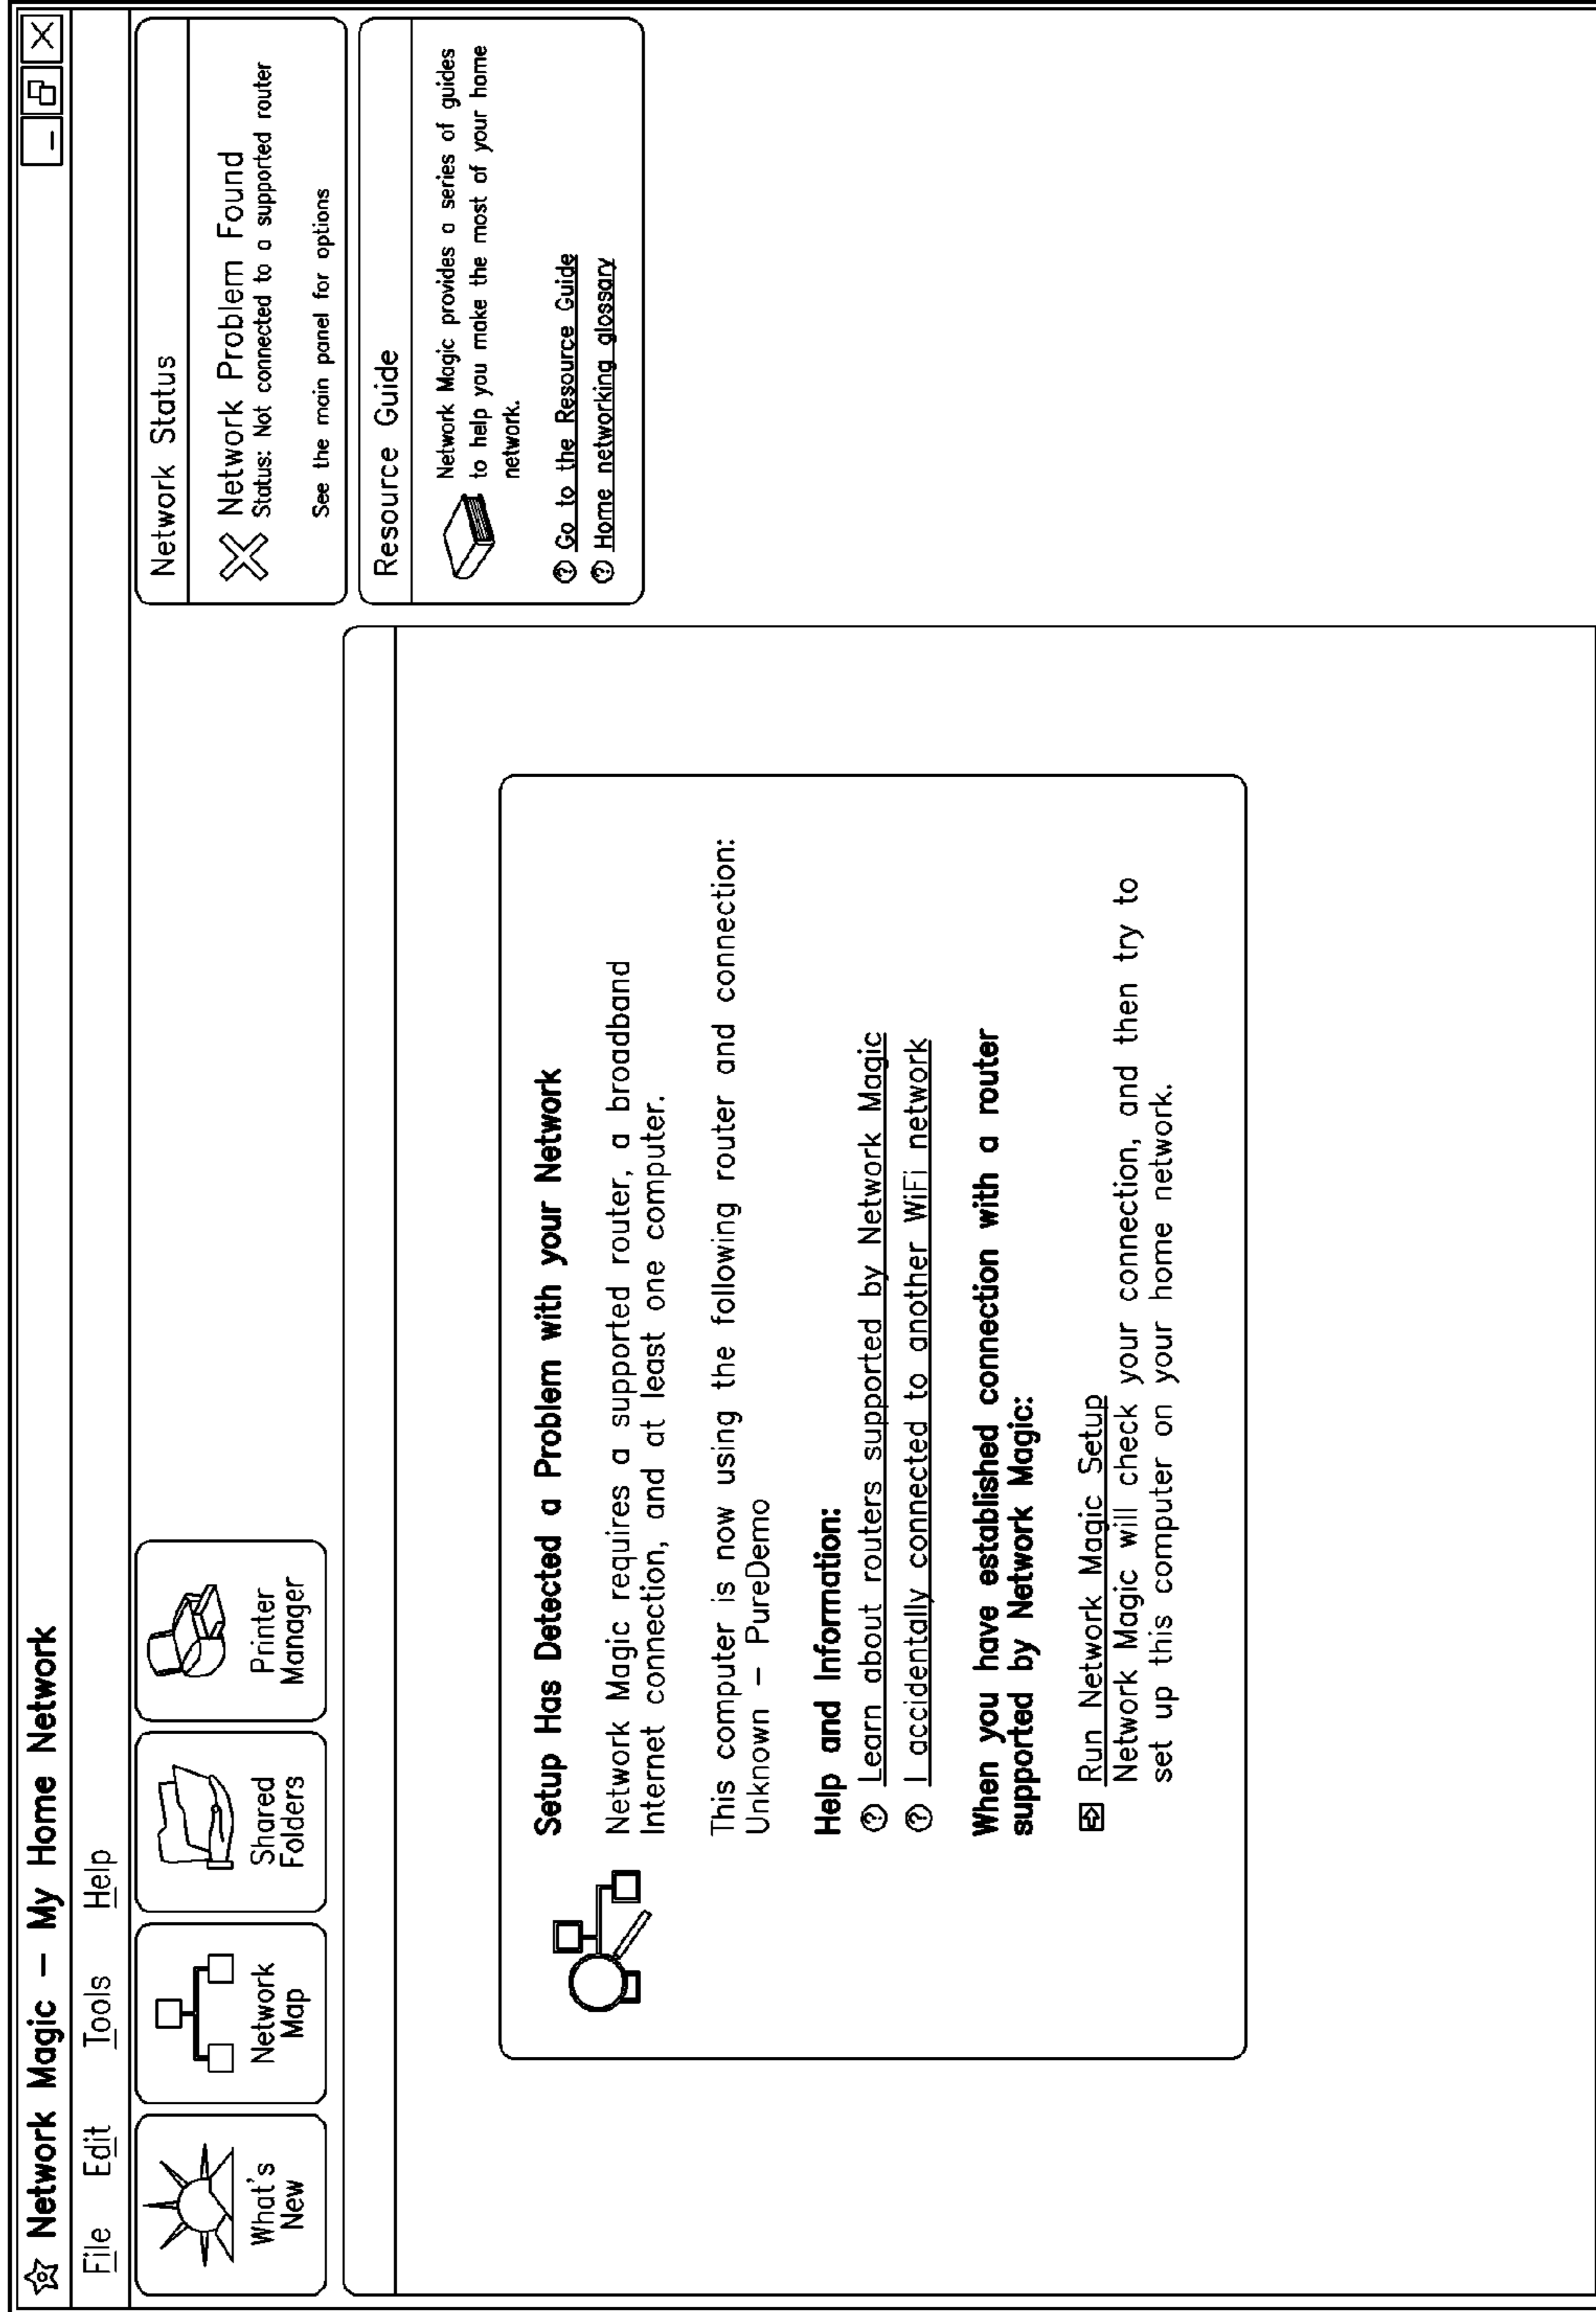 Network Magic – My Home Network
File Edit Tools Help
What's
New
Network
Map
Shared
Folders
Printer
Manager
Network Status
Network Problem Found
Status: Not connected to a supported router
See the main panel for options
Resource Guide
Network Magic provides a series of guides
to help you make the most of your home
network.
Go to the Resource Guide
Home networking glossary
Setup Has Detected a Problem with your Network
Network Magic requires a supported router, a broadband
Internet connection, and at least one computer.
This computer is now using the following router and connection:
Unknown – PureDemo
Help and Information:
Learn about routers supported by Network Magic
I accidentally connected to another WiFi network
When you have established connection with a router
supported by Network Magic:
Run Network Magic Setup
Network Magic will check your connection, and then try to
set up this computer on your home network.